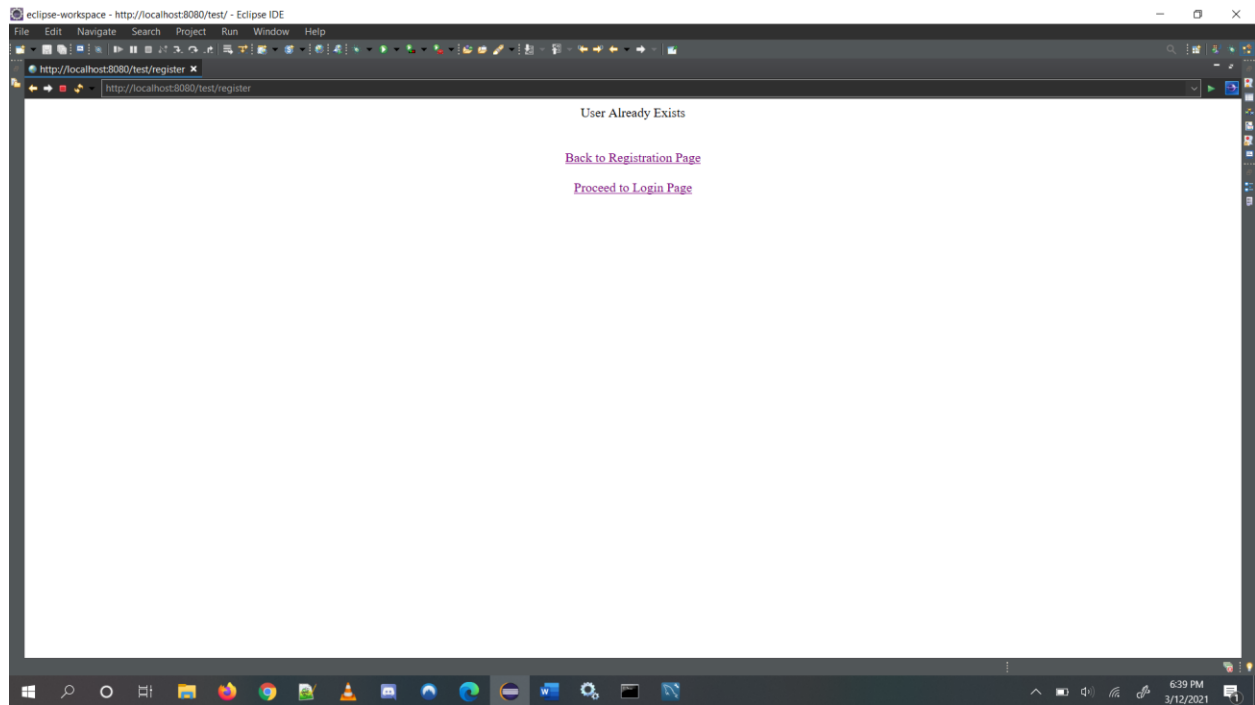 eclipse-workspace - http://localhost:8080/test/ - Eclipse IDE
File Edit Navigate Search Project Run Window Help
http://localhost:8080/test/register
http://localhost:8080/test/register
User Already Exists
Back to Registration Page
Proceed to Login Page
6:39 PM
3/12/2021